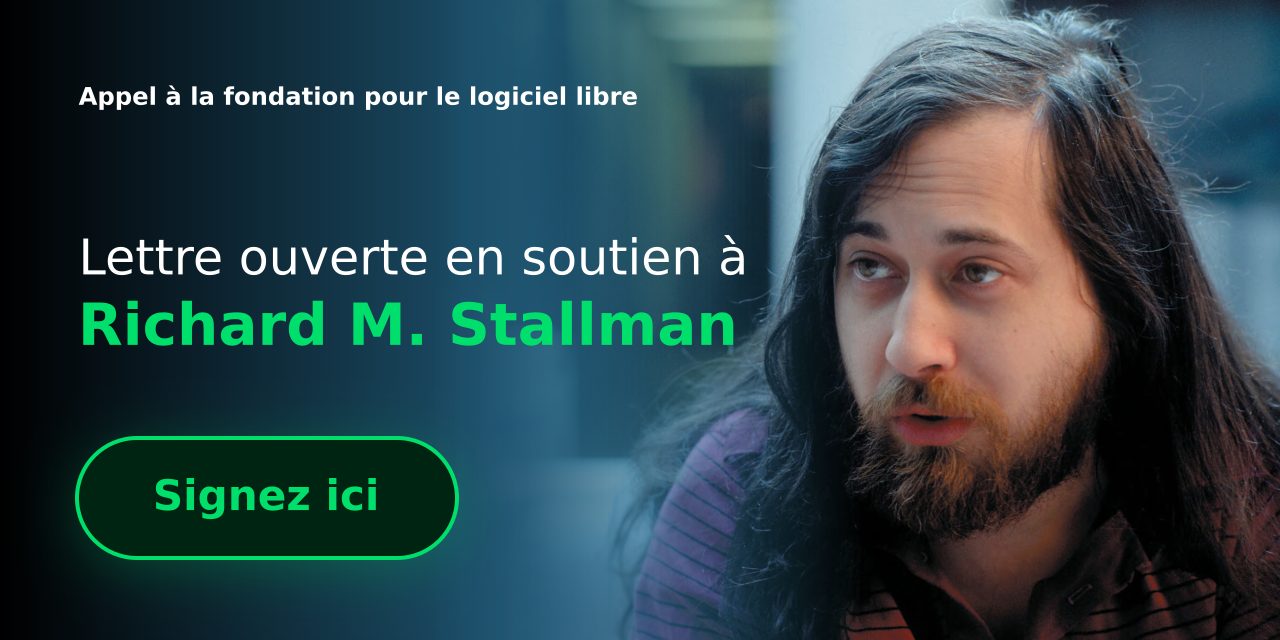 Appel à la fondation pour le logiciel libre
Lettre ouverte en soutien à
Richard M. Stallman
Signez ici